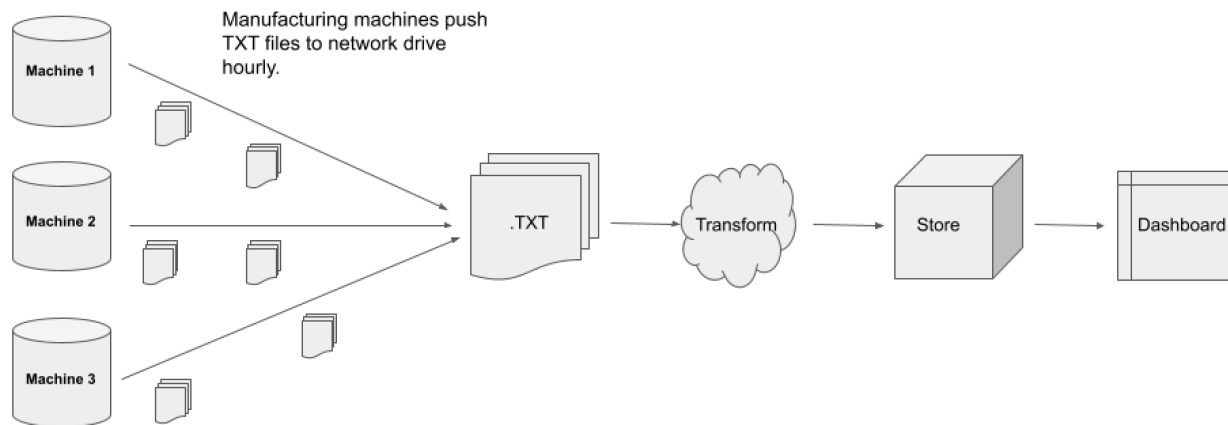 Manufacturing machines push
TXT files to network drive
hourly.
Machine 1
Machine 2
Machine 3
.TXT
Transform
Store
Dashboard